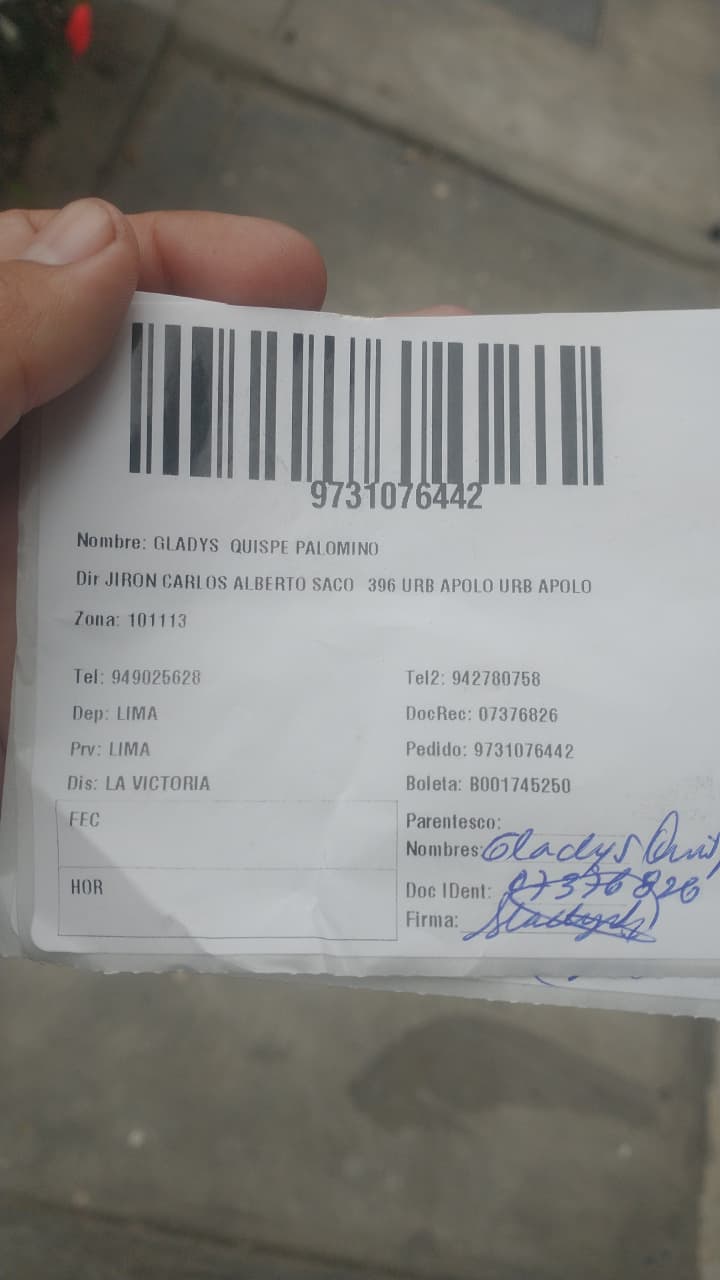 9731076442
Nombre: GLADYS QUISPE PALOMINO
Dir JIRON CARLOS ALBERTO SACO 396 URB APOLO URB APOLO
Zona: 101113
Tel: 949025628 Tel2: 942780758
Dep: LIMA DocRec: 07376826
Prv: LIMA Pedido: 9731076442
Dis: LA VICTORIA Boleta: B001745250
FEC Parentesco:
Nombres: Gladys
HOR Doc IDent: 07376826
Firma: